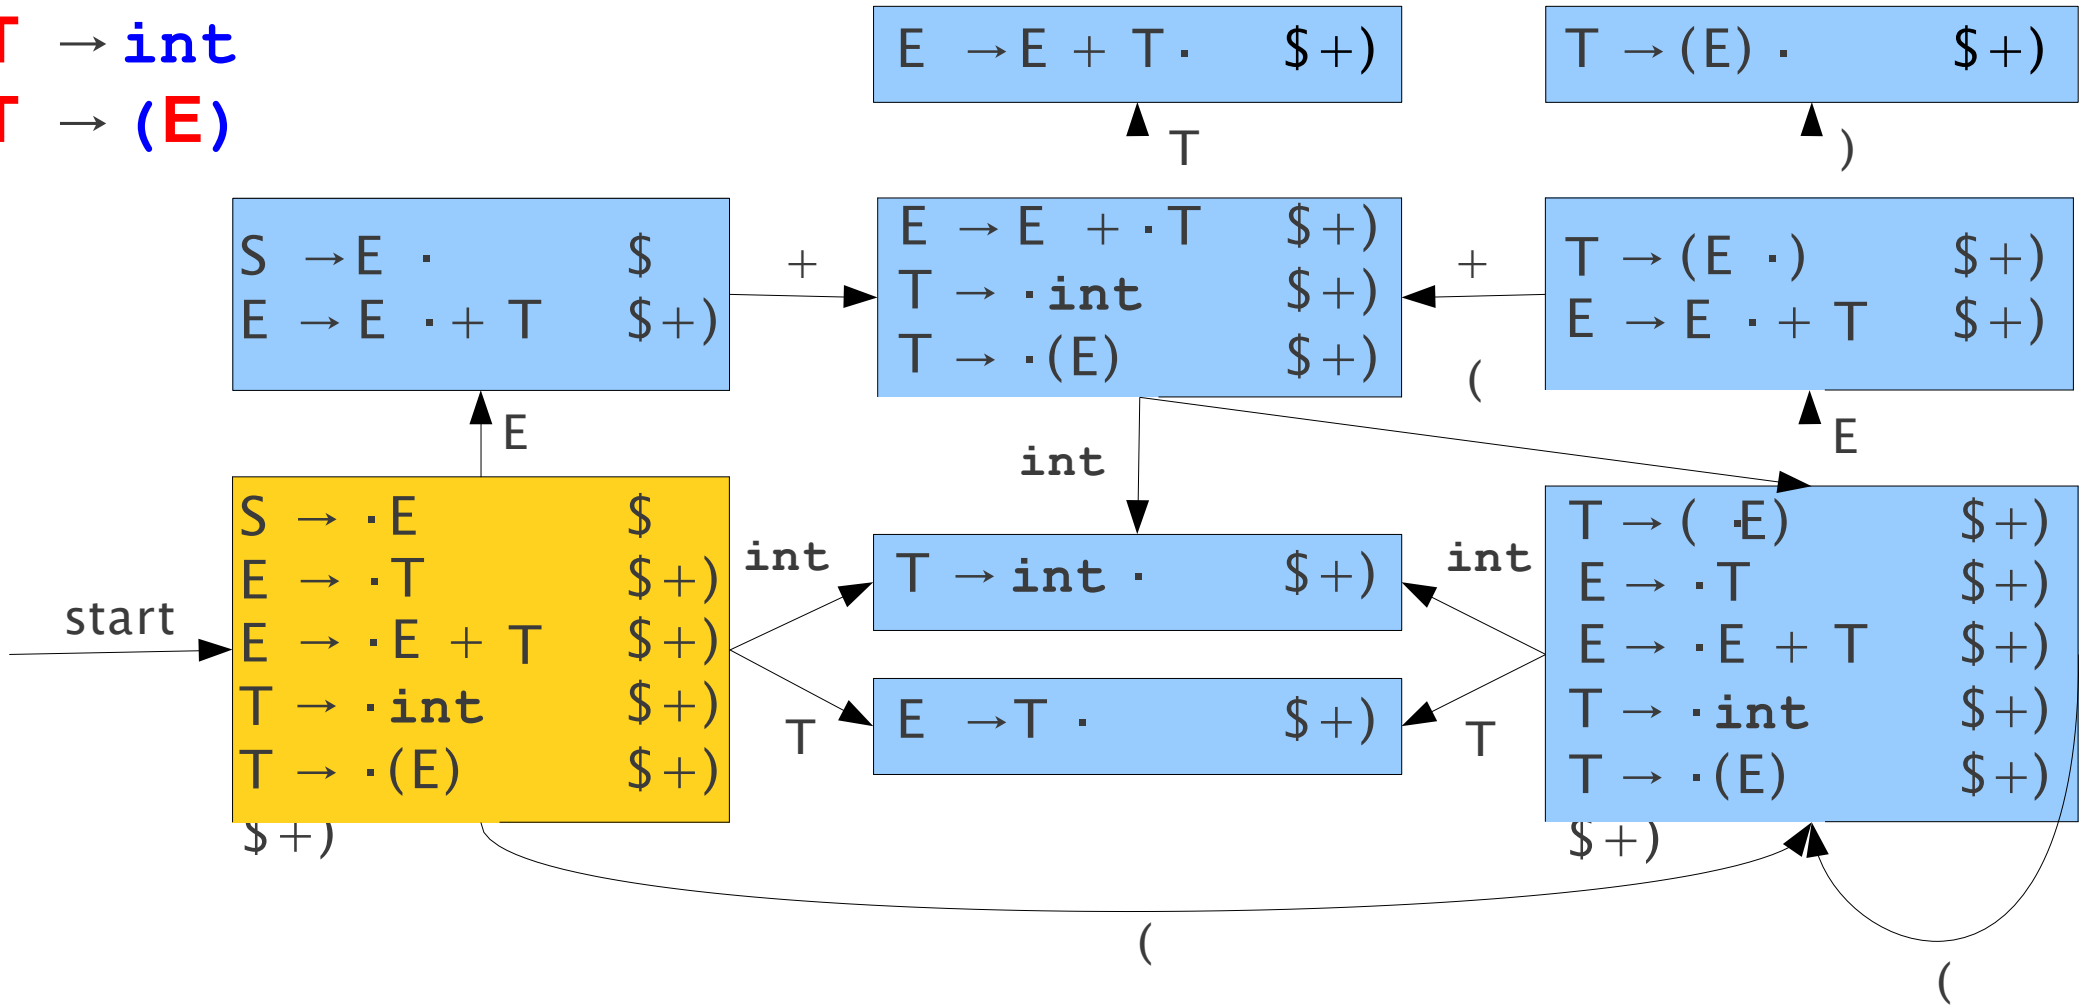 T → int
T → (E)
E → E + T · $+)
T → (E) · $+)
T
)
S → E · $
E → E · + T $+)
+
E → E + · T $+)
T → · int $+)
T → · (E) $+)
+
T → (E · ) $+)
E → E · + T $+)
(
E
int
E
start
S → · E $
E → · T $+)
E → · E + T $+)
T → · int $+)
T → · (E) $+)
$+)
int
T
T → int · $+)
E → T · $+)
int
T
T → ( · E) $+)
E → · T $+)
E → · E + T $+)
T → · int $+)
T → · (E) $+)
$+)
(
(